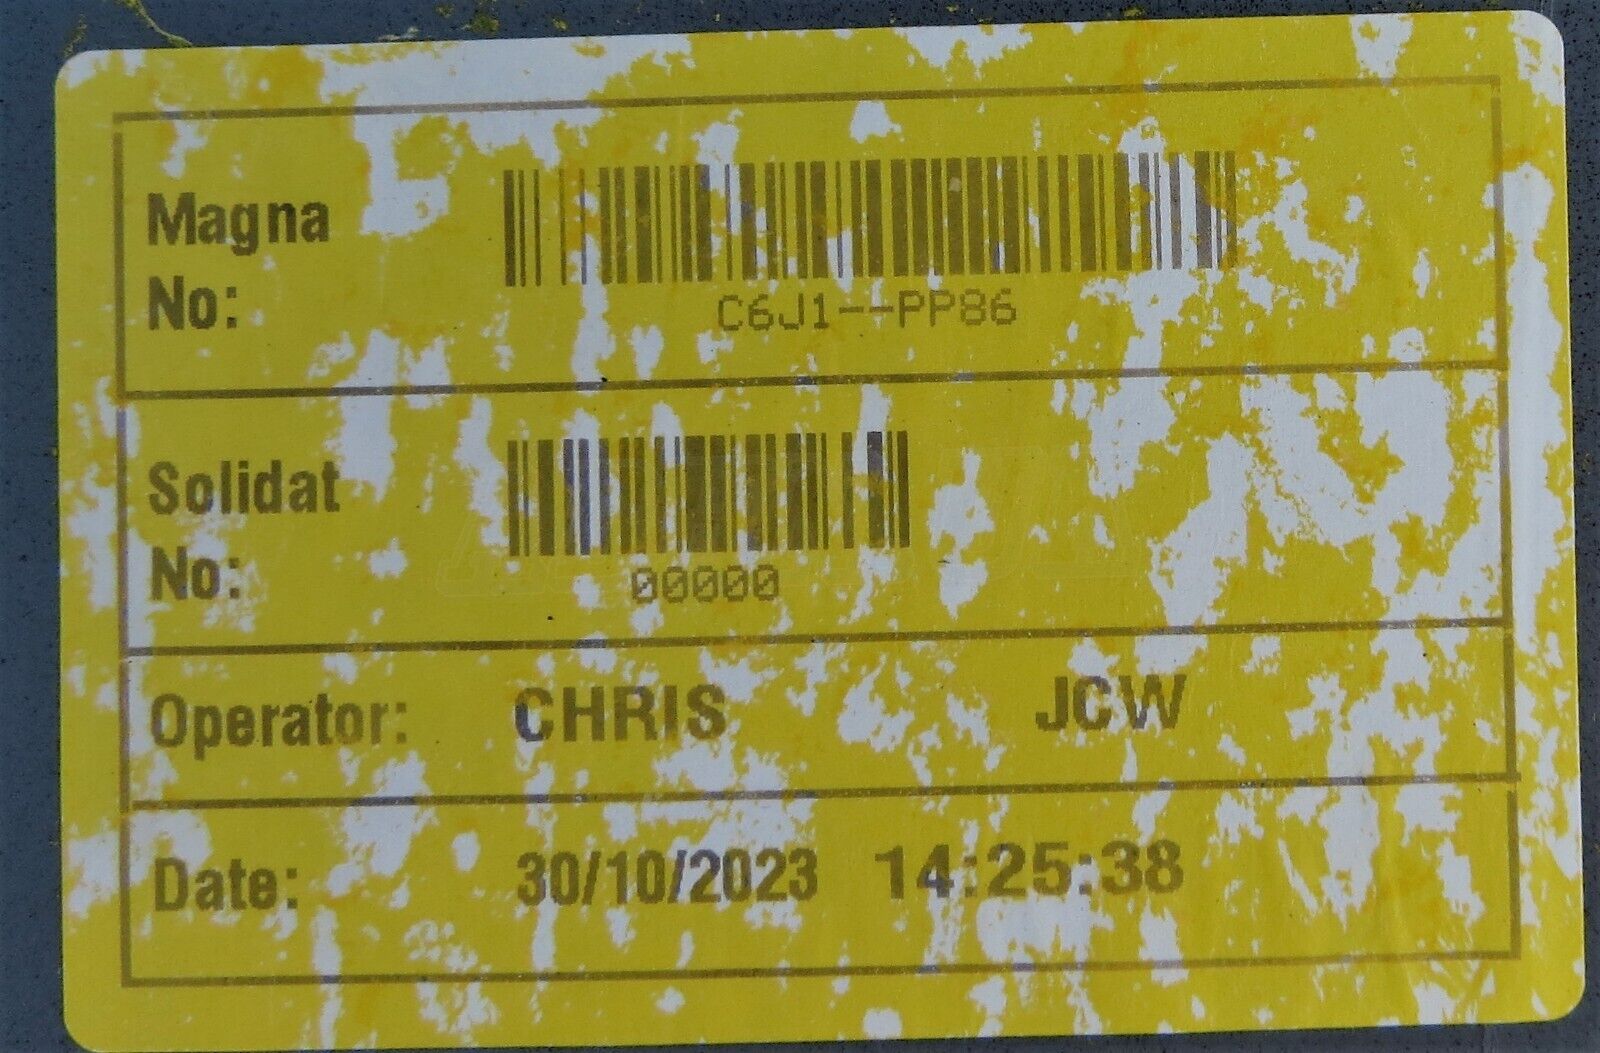 Magna
No:
C6J1--PP86
Solidat
No:
00000
Operator: CHRIS JCW
Date: 30/10/2023 14:25:38